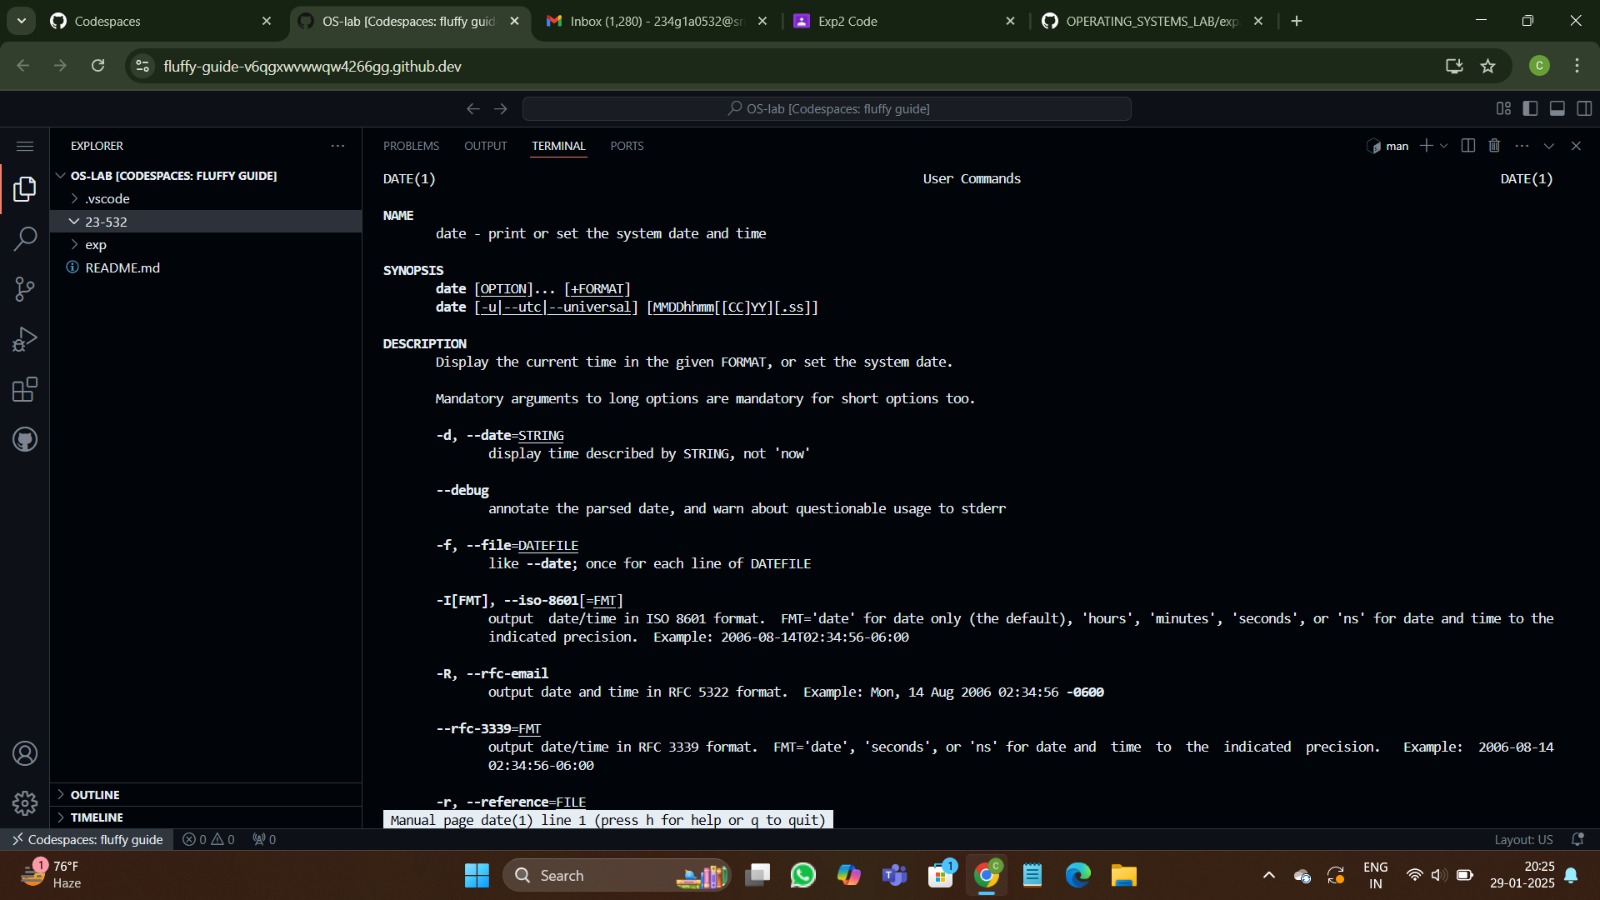 Codespaces
OS-lab [Codespaces: fluffy guid
Inbox (1,280) - 234g1a0532@sr
Exp2 Code
OPERATING_SYSTEMS_LAB/exp
fluffy-guide-v6qgxwvwwqw4266gg.github.dev
C
OS-lab [Codespaces: fluffy guide]
EXPLORER
PROBLEMS OUTPUT TERMINAL PORTS
man
OS-LAB [CODESPACES: FLUFFY GUIDE]
.vscode
23-532
exp
README.md
DATE(1) User Commands DATE(1)
NAME
date - print or set the system date and time
SYNOPSIS
date [OPTION]... [+FORMAT]
date [-u|--utc|--universal] [MMDDhhmm[[CC]YY][.ss]]
DESCRIPTION
Display the current time in the given FORMAT, or set the system date.
Mandatory arguments to long options are mandatory for short options too.
-d, --date=STRING
display time described by STRING, not 'now'
--debug
annotate the parsed date, and warn about questionable usage to stderr
-f, --file=DATEFILE
like --date; once for each line of DATEFILE
-I[FMT], --iso-8601[=FMT]
output date/time in ISO 8601 format. FMT='date' for date only (the default), 'hours', 'minutes', 'seconds', or 'ns' for date and time to the
indicated precision. Example: 2006-08-14T02:34:56-06:00
-R, --rfc-email
output date and time in RFC 5322 format. Example: Mon, 14 Aug 2006 02:34:56 -0600
--rfc-3339=FMT
output date/time in RFC 3339 format. FMT='date', 'seconds', or 'ns' for date and time to the indicated precision. Example: 2006-08-14
02:34:56-06:00
-r, --reference=FILE
Manual page date(1) line 1 (press h for help or q to quit)
OUTLINE
TIMELINE
Codespaces: fluffy guide
0 0
0
Layout: US
1
76°F
Haze
Search
1
C
ENG
IN
20:25
29-01-2025